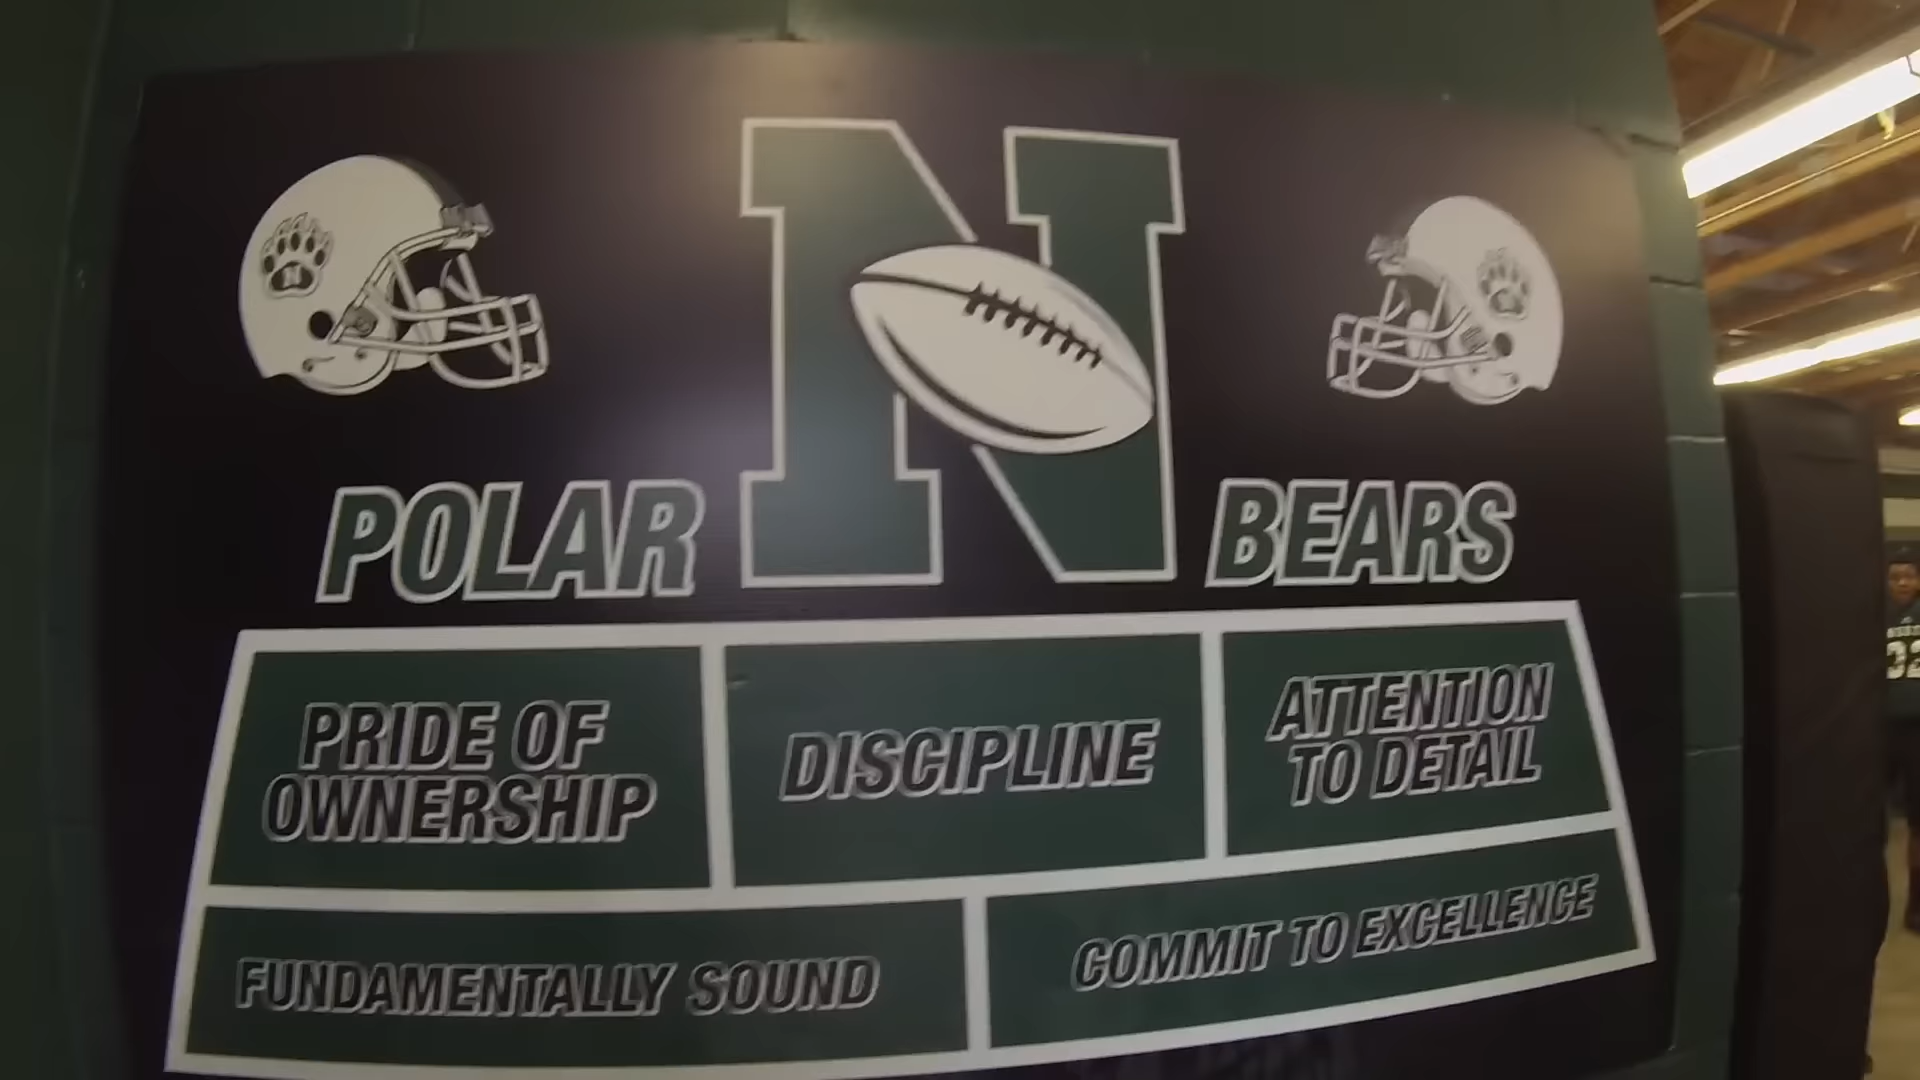 N
POLAR
BEARS
PRIDE OF
OWNERSHIP
DISCIPLINE
ATTENTION
TO DETAIL
FUNDAMENTALLY SOUND
COMMIT TO EXCELLENCE